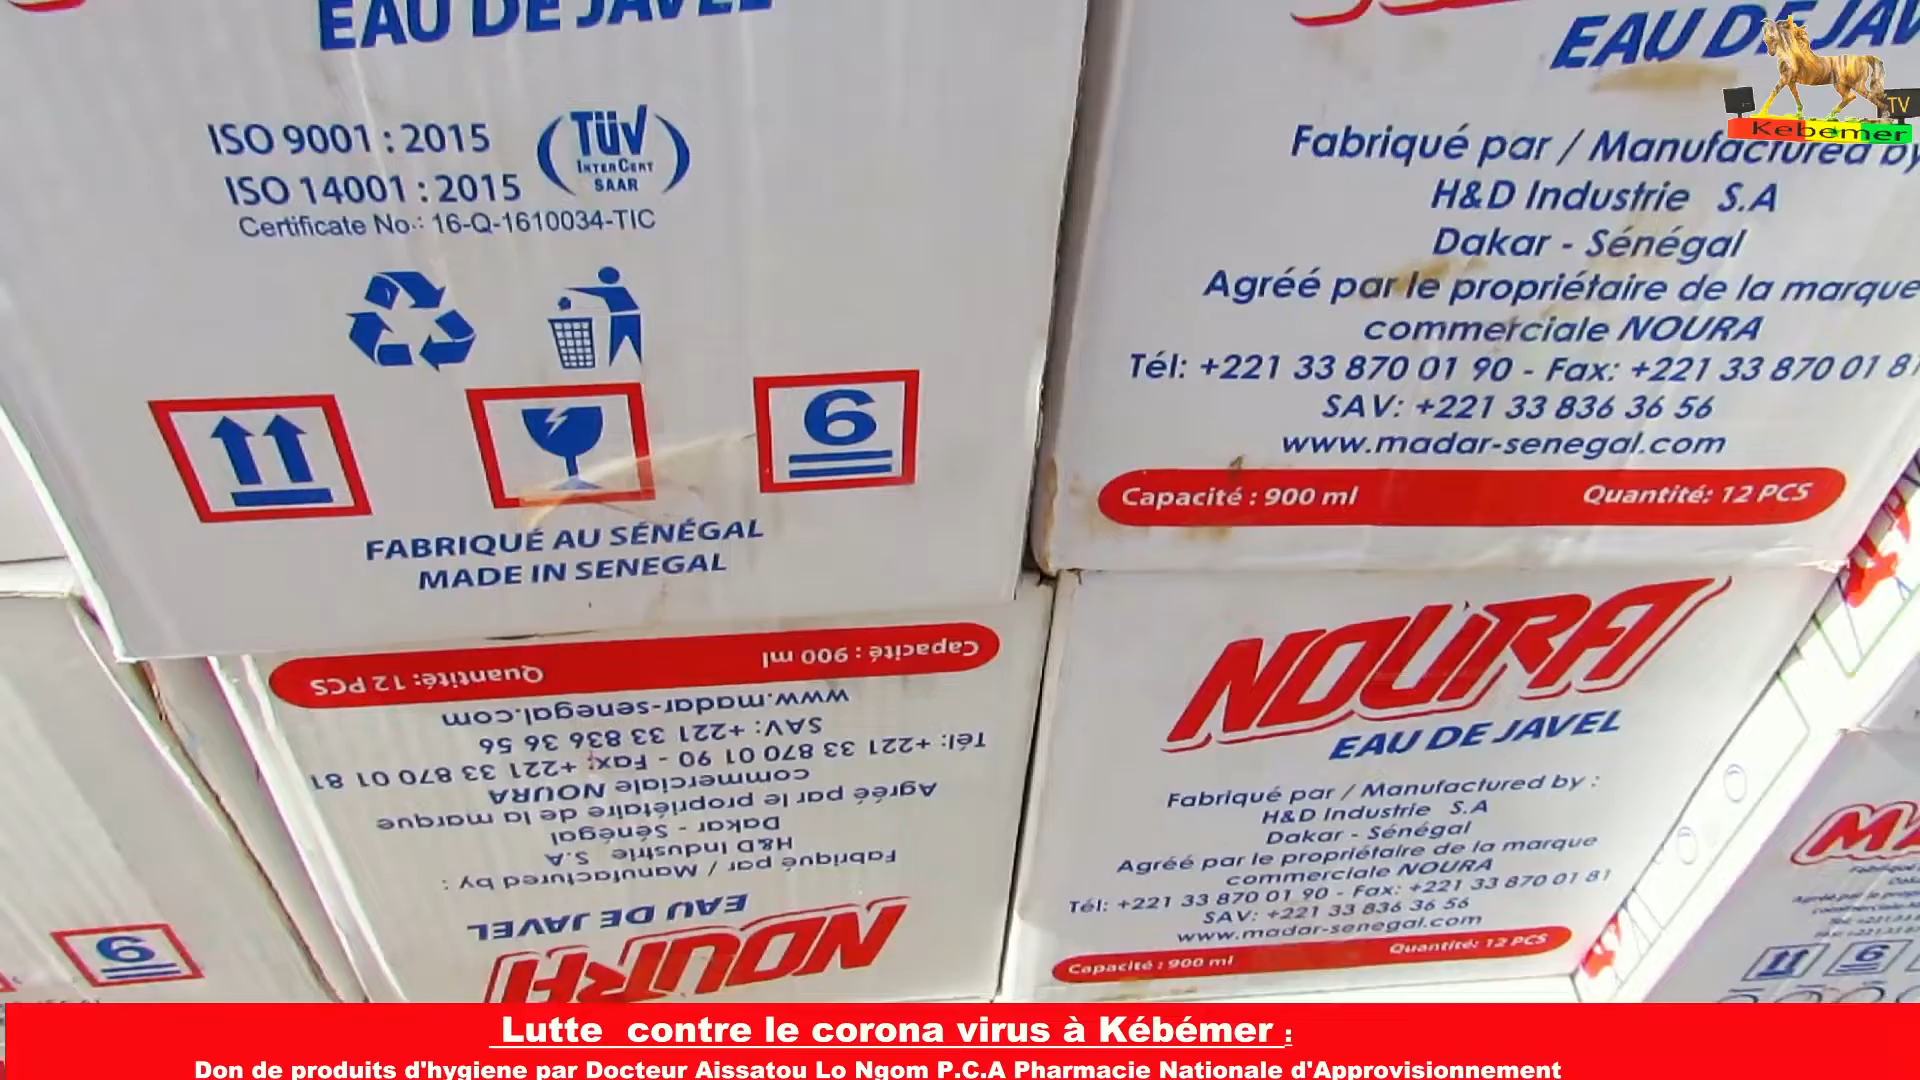 EAU DE JAVEL
ISO 9001 : 2015
ISO 14001 : 2015
TÜV
INTERCERT
SAAR
Certificate No.: 16-Q-1610034-TIC
6
FABRIQUÉ AU SÉNÉGAL
MADE IN SENEGAL
EAU DE JAV
TV
Kebemer
Fabriqué par / Manufactured by
H&D Industrie S.A
Dakar - Sénégal
Agréé par le propriétaire de la marque
commerciale NOURA
Tél: +221 33 870 01 90 - Fax: +221 33 870 01 81
SAV: +221 33 836 36 56
www.madar-senegal.com
Capacité : 900 ml
Quantité: 12 PCS
6
NOURA
EAU DE JAVEL
Fabriqué par / Manufactured by :
H&D Industrie S.A
Dakar - Sénégal
Agréé par le propriétaire de la marque
commerciale NOURA
Tél: +221 33 870 01 90 - Fax: +221 33 870 01 81
SAV: +221 33 836 36 56
www.madar-senegal.com
Capacité : 900 ml
Quantité: 12 PCS
NOURA
EAU DE JAVEL
Fabriqué par / Manufactured by :
H&D Industrie S.A
Dakar - Sénégal
Agréé par le propriétaire de la marque
commerciale NOURA
Tél: +221 33 870 01 90 - Fax: +221 33 870 01 81
SAV: +221 33 836 36 56
www.madar-senegal.com
Capacité : 900 ml
Quantité: 12 PCS
MA
6
Lutte contre le corona virus à Kébémer :
Don de produits d'hygiene par Docteur Aissatou Lo Ngom P.C.A Pharmacie Nationale d'Approvisionnement